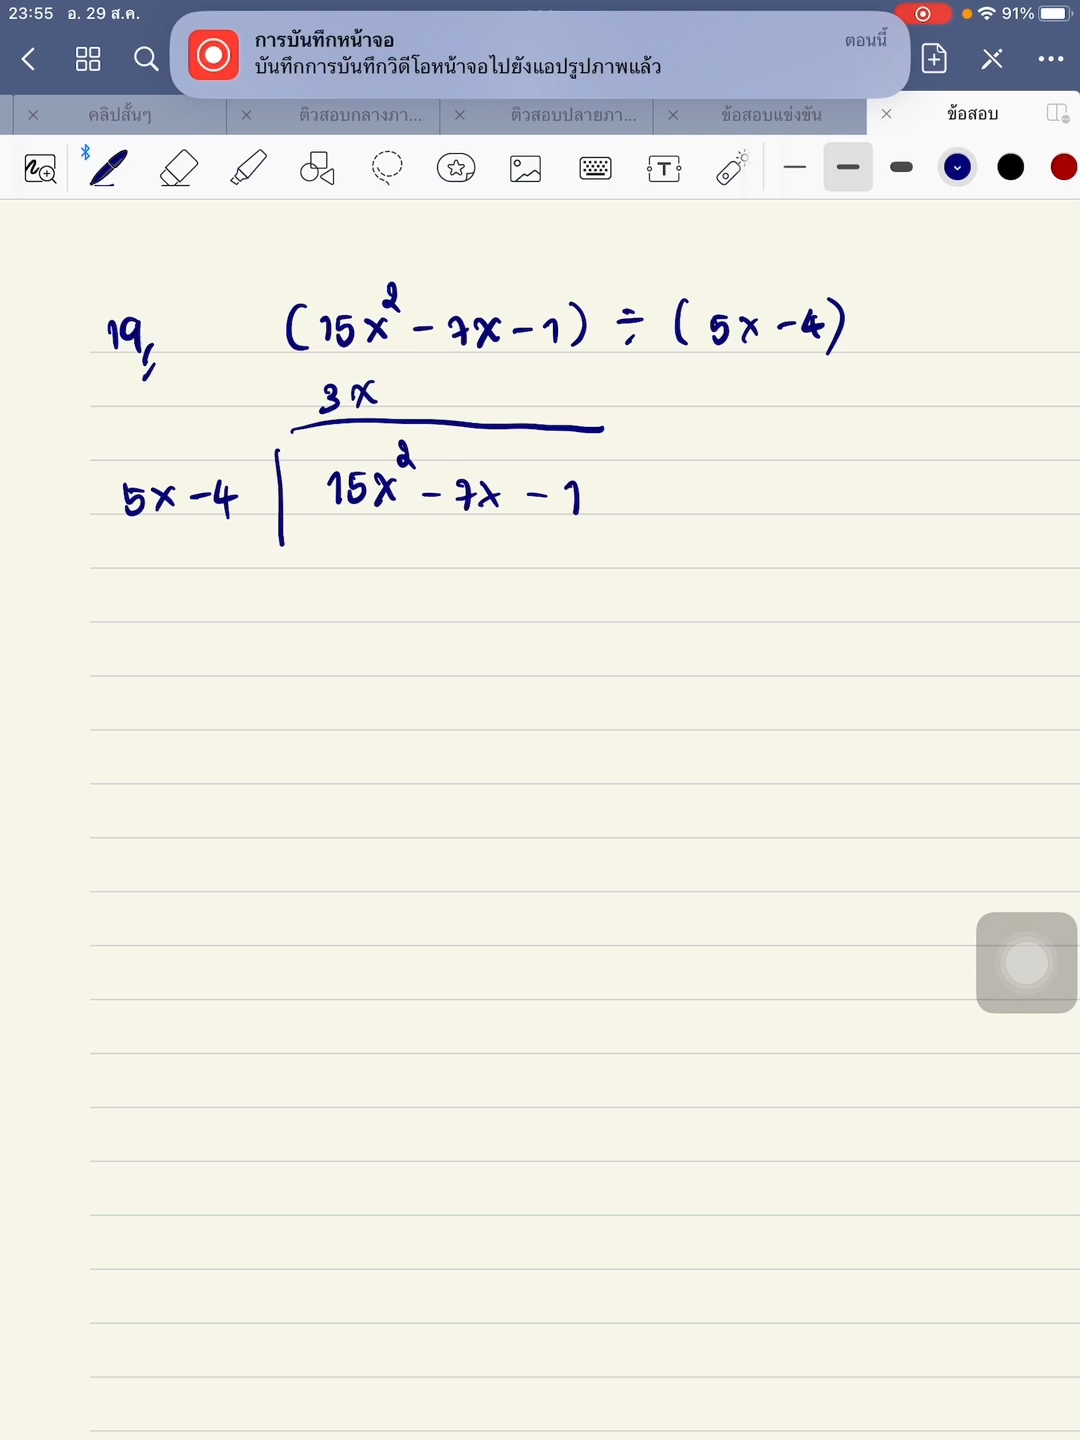 23:55 อ. 29 ส.ค.
91%
การบันทึกหน้าจอ
ตอนนี้
บันทึกการบันทึกวิดีโอหน้าจอไปยังแอปรูปภาพแล้ว
คลิปสั้นๆ
ติวสอบกลางภา...
ติวสอบปลายภา...
ข้อสอบแข่งขัน
ข้อสอบ
T
19, (15x² - 7x - 1) ÷ (5x - 4)
3x
5x - 4 | 15x² - 7x - 1